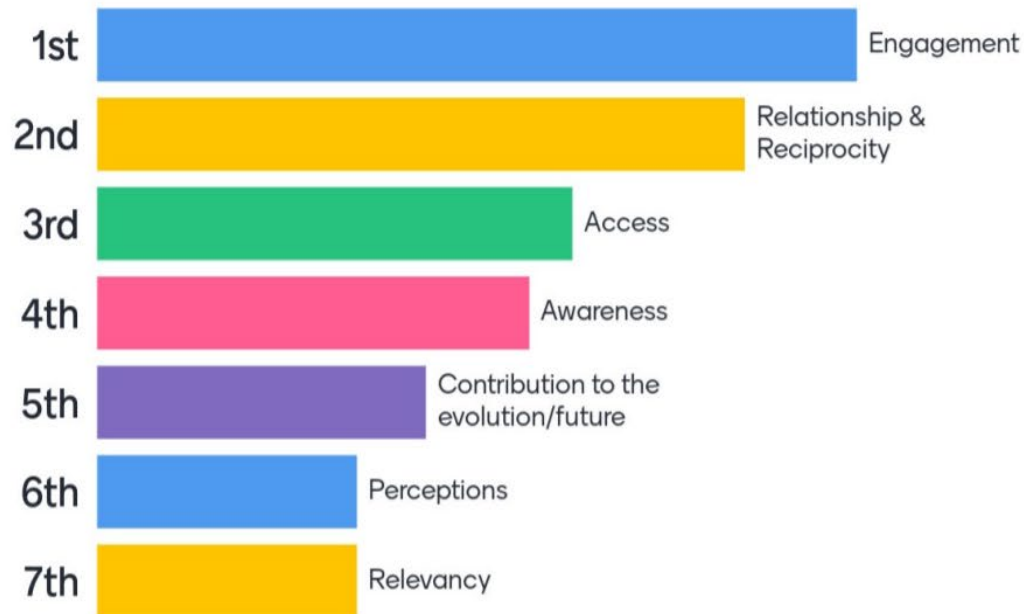 1st
Engagement
2nd
Relationship &
Reciprocity
3rd
Access
4th
Awareness
5th
Contribution to the
evolution/future
6th
Perceptions
7th
Relevancy